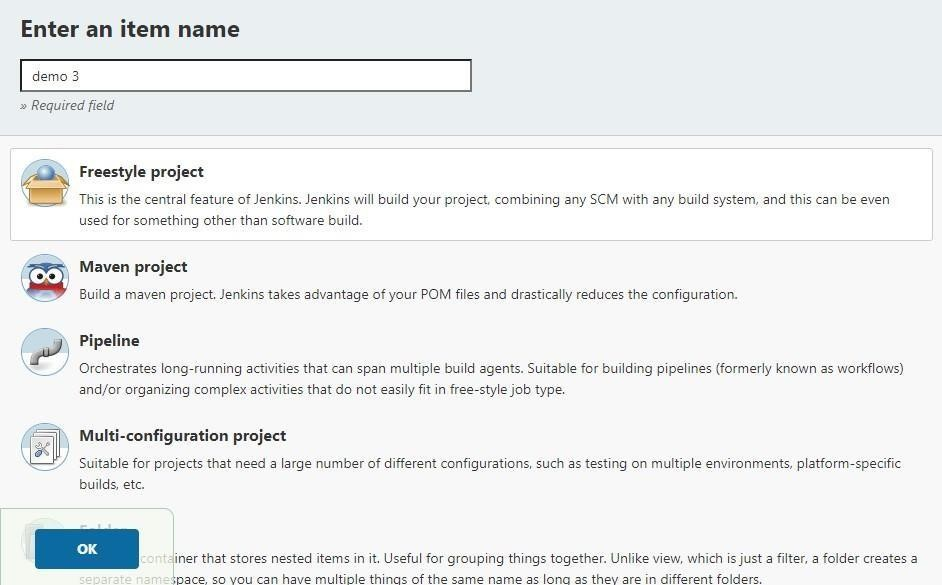 Enter an item name
demo 3
» Required field
Freestyle project
This is the central feature of Jenkins. Jenkins will build your project, combining any SCM with any build system, and this can be even
used for something other than software build.
Maven project
Build a maven project. Jenkins takes advantage of your POM files and drastically reduces the configuration.
Pipeline
Orchestrates long-running activities that can span multiple build agents. Suitable for building pipelines (formerly known as workflows)
and/or organizing complex activities that do not easily fit in free-style job type.
Multi-configuration project
Suitable for projects that need a large number of different configurations, such as testing on multiple environments, platform-specific
builds, etc.
Folder
OK
container that stores nested items in it. Useful for grouping things together. Unlike view, which is just a filter, a folder creates a
separate namespace, so you can have multiple things of the same name as long as they are in different folders.